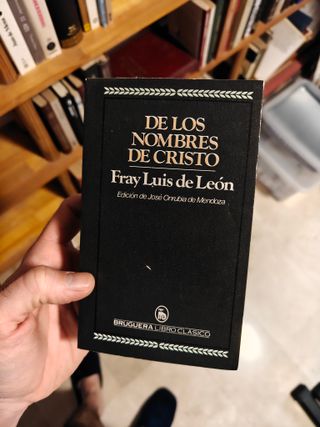 DE LOS
NOMBRES
DE CRISTO
Fray Luis de León
Edición de José Onrubia de Mendoza
BRUGUERA LIBRO CLASICO